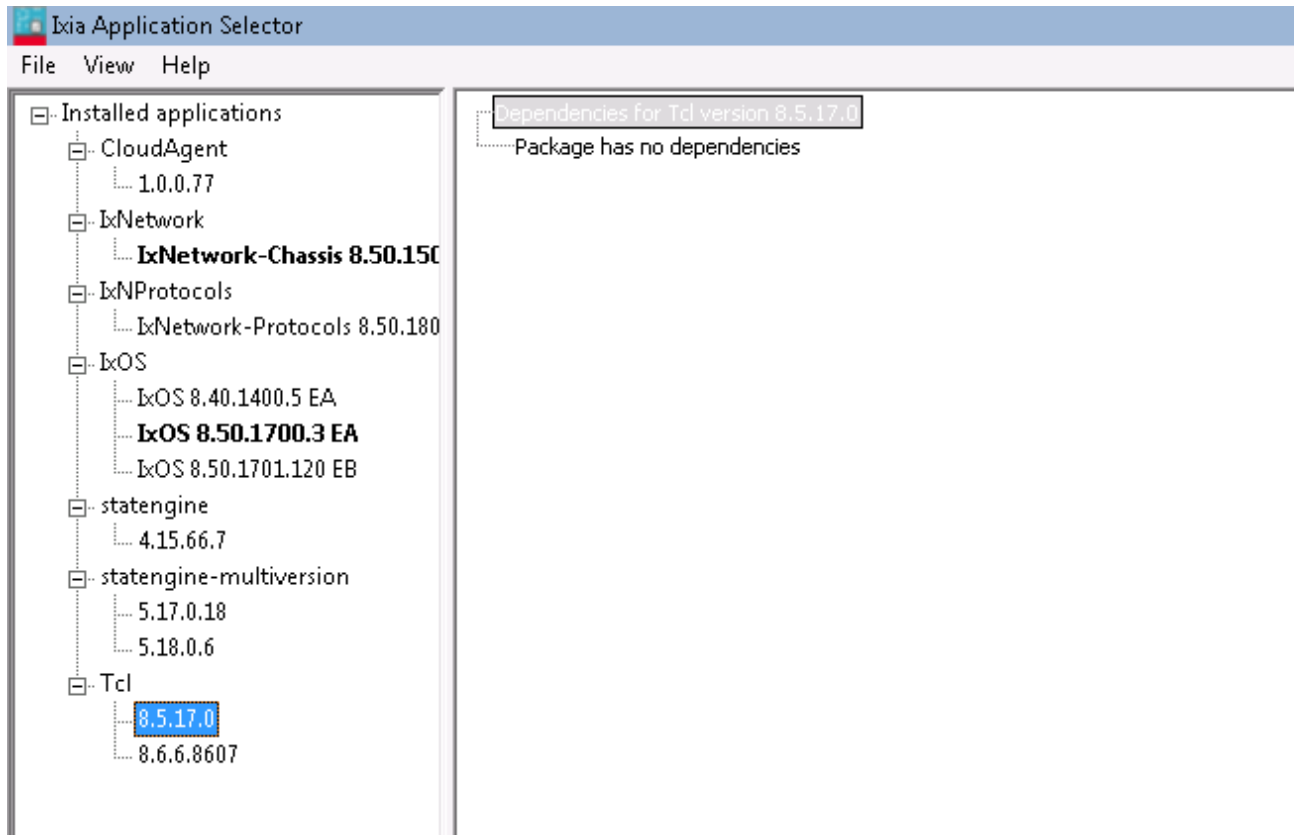 Ixia Application Selector
File View Help
Installed applications
CloudAgent
1.0.0.77
IxNetwork
IxNetwork-Chassis 8.50.150
IxNProtocols
IxNetwork-Protocols 8.50.180
IxOS
IxOS 8.40.1400.5 EA
IxOS 8.50.1700.3 EA
IxOS 8.50.1701.120 EB
statengine
4.15.66.7
statengine-multiversion
5.17.0.18
5.18.0.6
Tcl
8.5.17.0
8.6.6.8607
Dependencies for Tcl version 8.5.17.0
Package has no dependencies